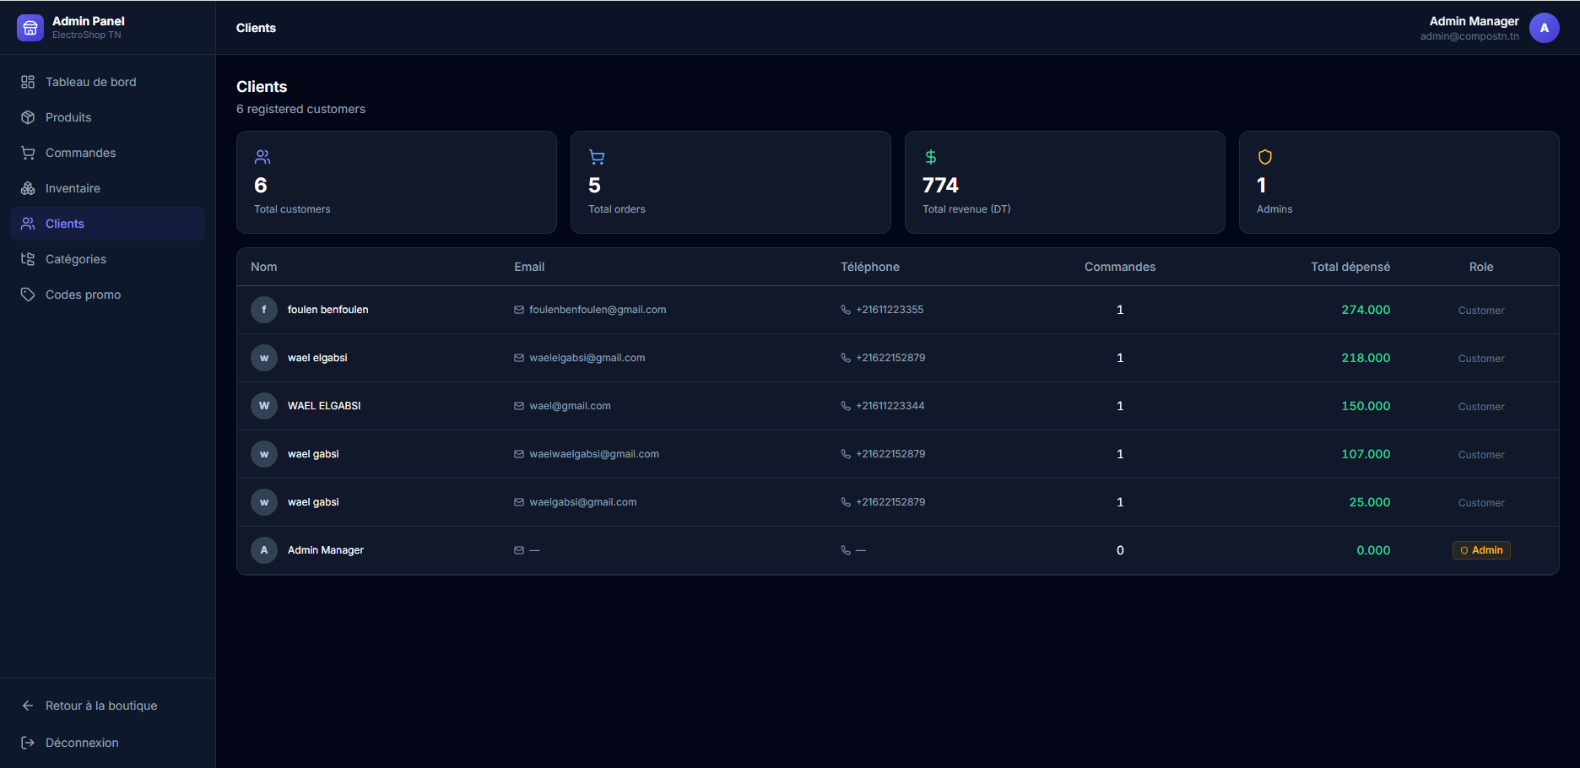 Admin Panel
ElectroShop TN
Clients
Admin Manager
admin@compostn.tn
A
Tableau de bord
Produits
Commandes
Inventaire
Clients
Catégories
Codes promo
Retour à la boutique
Déconnexion
Clients
6 registered customers
6
Total customers
5
Total orders
774
Total revenue (DT)
1
Admins
Nom Email Téléphone Commandes Total dépensé Role
f foulen benfoulen foulenbenfoulen@gmail.com +21611223355 1 274.000 Customer
w wael elgabsi waelelgabsi@gmail.com +21622152879 1 218.000 Customer
W WAEL ELGABSI wael@gmail.com +21611223344 1 150.000 Customer
w wael gabsi waelwaelgabsi@gmail.com +21622152879 1 107.000 Customer
w wael gabsi waelgabsi@gmail.com +21622152879 1 25.000 Customer
A Admin Manager — — 0 0.000 Admin